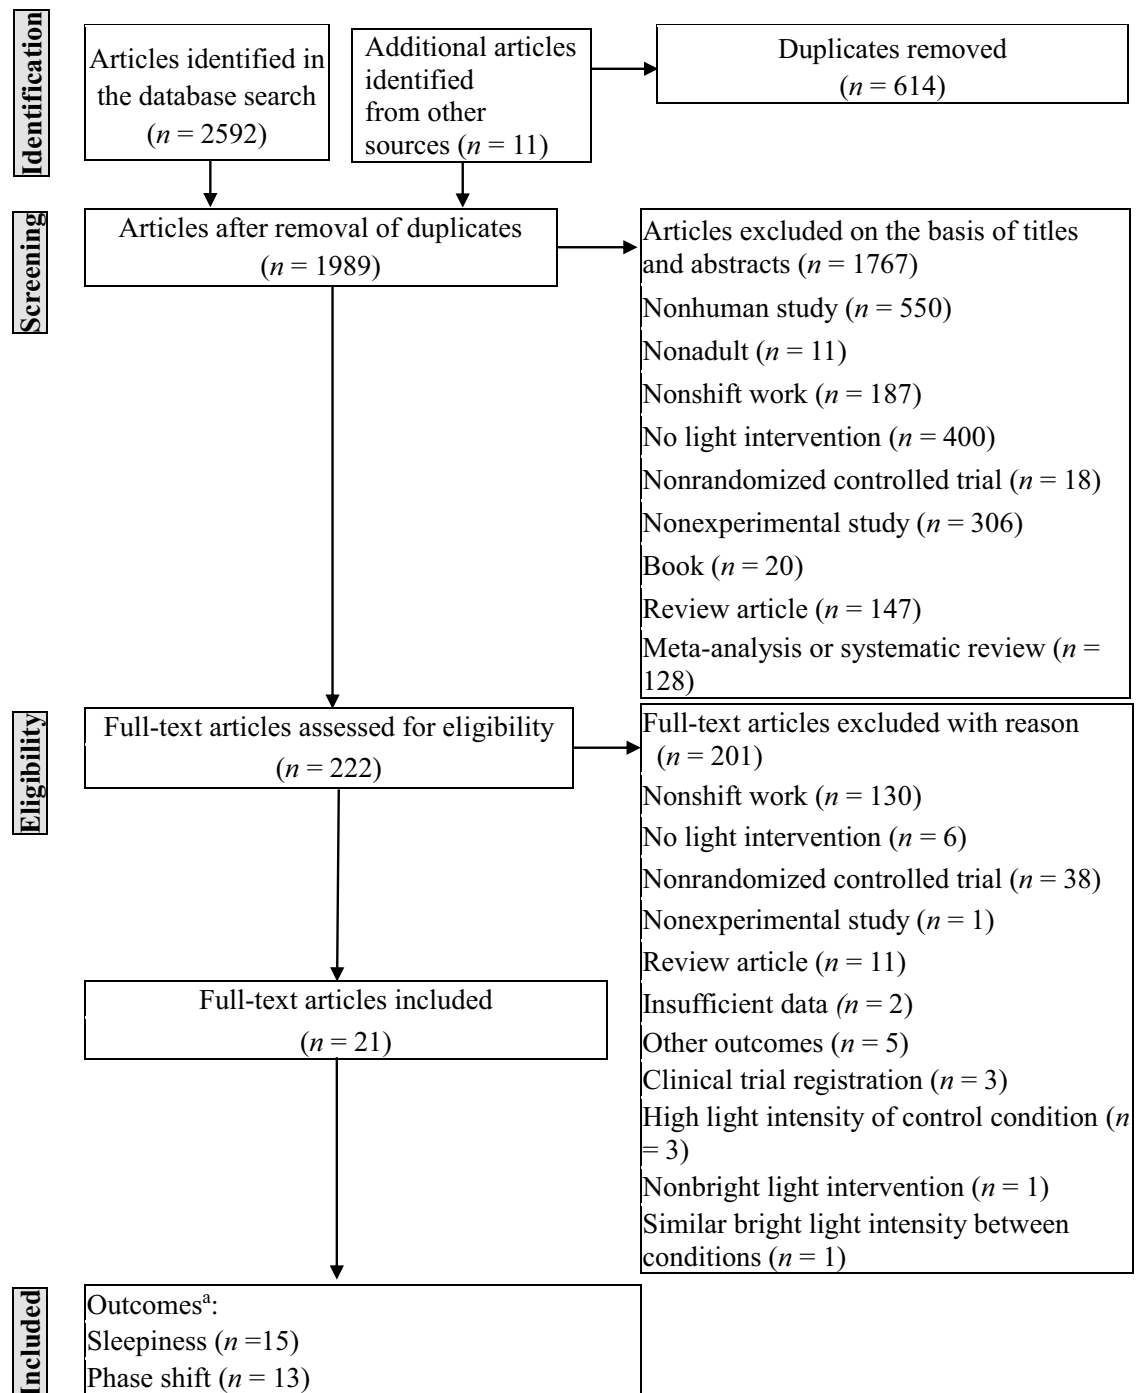 Identification
Articles identified in
the database search
(n = 2592)
Additional articles
identified
from other
sources (n = 11)
Duplicates removed
(n = 614)
Screening
Articles after removal of duplicates
(n = 1989)
Articles excluded on the basis of titles
and abstracts (n = 1767)
Nonhuman study (n = 550)
Nonadult (n = 11)
Nonshift work (n = 187)
No light intervention (n = 400)
Nonrandomized controlled trial (n = 18)
Nonexperimental study (n = 306)
Book (n = 20)
Review article (n = 147)
Meta-analysis or systematic review (n =
128)
Eligibility
Full-text articles assessed for eligibility
(n = 222)
Full-text articles excluded with reason
(n = 201)
Nonshift work (n = 130)
No light intervention (n = 6)
Nonrandomized controlled trial (n = 38)
Nonexperimental study (n = 1)
Review article (n = 11)
Insufficient data (n = 2)
Other outcomes (n = 5)
Clinical trial registration (n = 3)
High light intensity of control condition (n
= 3)
Nonbright light intervention (n = 1)
Similar bright light intensity between
conditions (n = 1)
Full-text articles included
(n = 21)
Included
Outcomesᵃ:
Sleepiness (n =15)
Phase shift (n = 13)